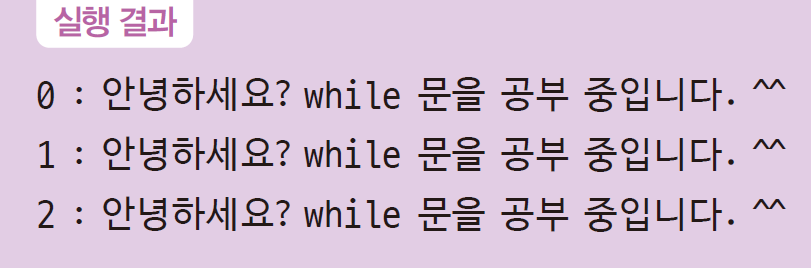 실행 결과
0 : 안녕하세요? while 문을 공부 중입니다. ^^
1 : 안녕하세요? while 문을 공부 중입니다. ^^
2 : 안녕하세요? while 문을 공부 중입니다. ^^